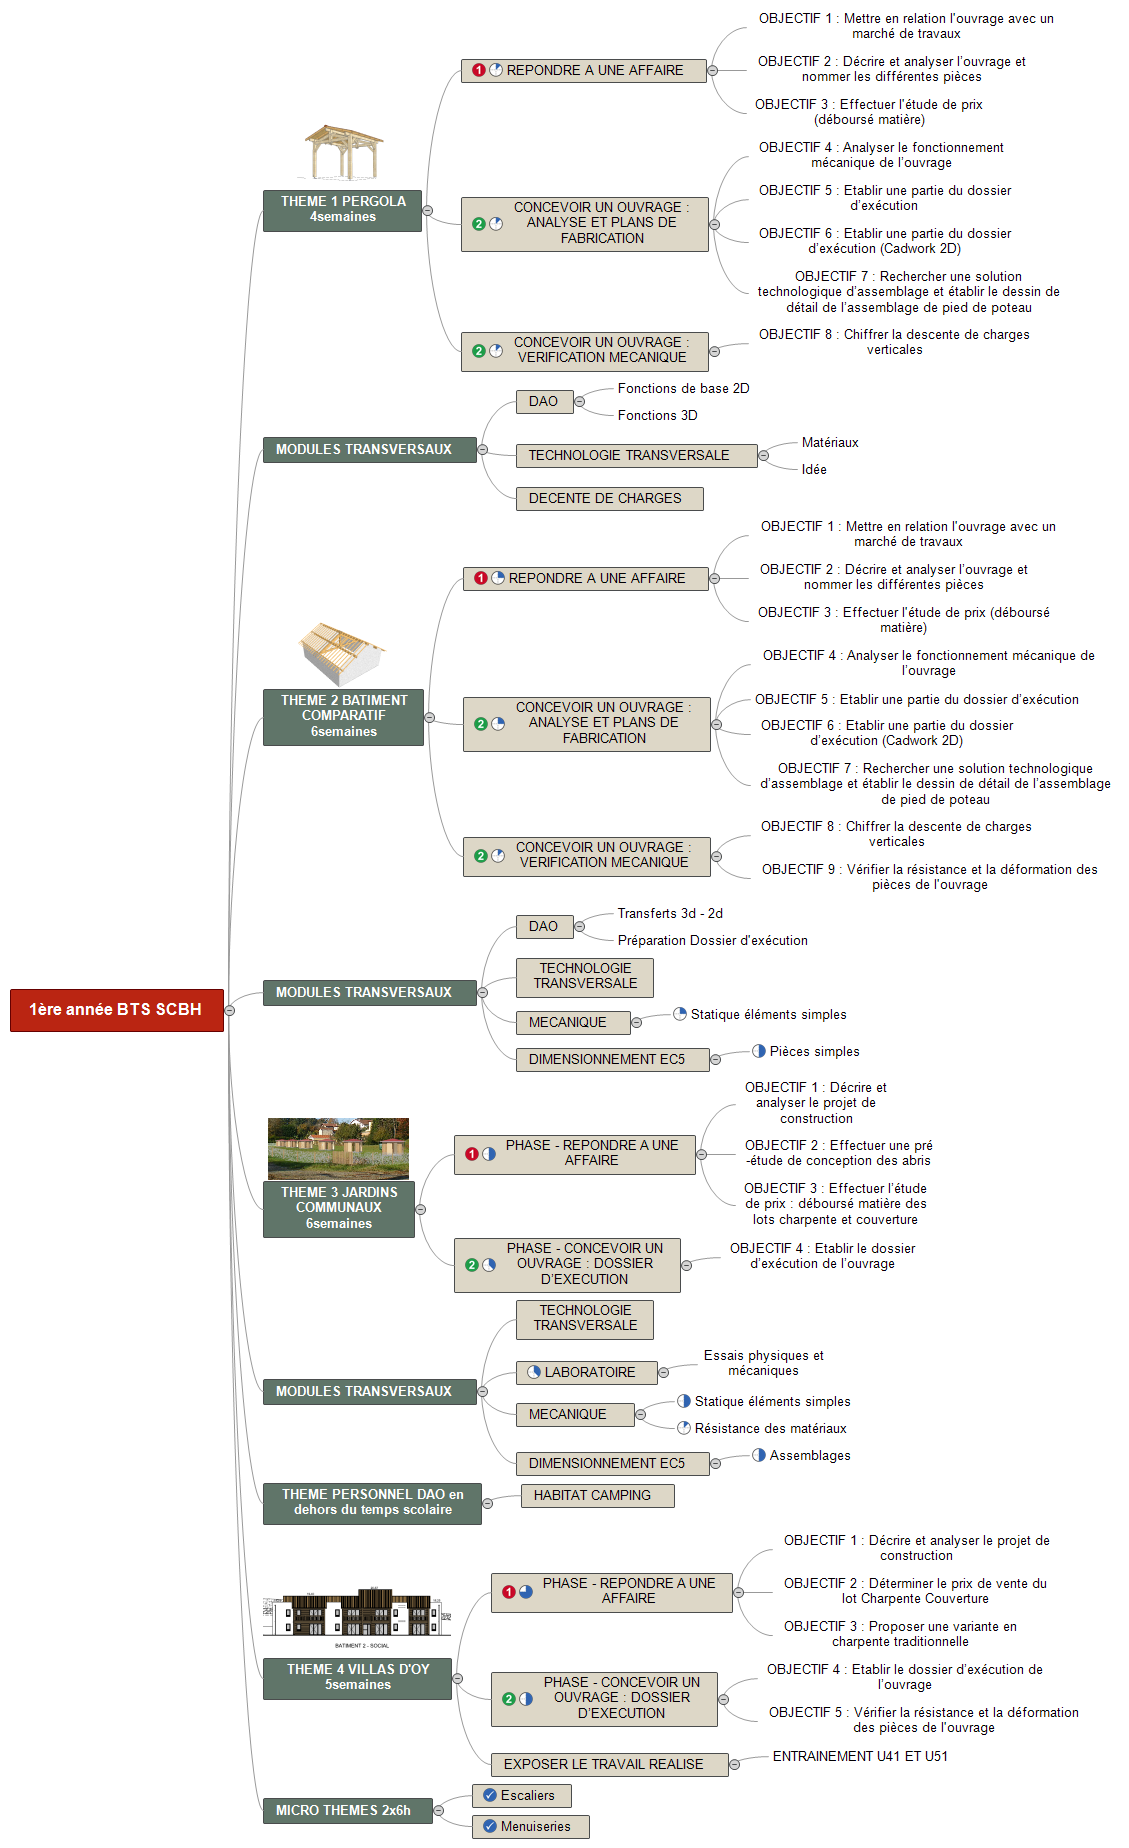 1ère année BTS SCBH
THEME 1 PERGOLA
4semaines
1 REPONDRE A UNE AFFAIRE
OBJECTIF 1 : Mettre en relation l'ouvrage avec un
marché de travaux
OBJECTIF 2 : Décrire et analyser l'ouvrage et
nommer les différentes pièces
OBJECTIF 3 : Effectuer l'étude de prix
(déboursé matière)
2 CONCEVOIR UN OUVRAGE :
ANALYSE ET PLANS DE
FABRICATION
OBJECTIF 4 : Analyser le fonctionnement
mécanique de l'ouvrage
OBJECTIF 5 : Etablir une partie du dossier
d'exécution
OBJECTIF 6 : Etablir une partie du dossier
d'exécution (Cadwork 2D)
OBJECTIF 7 : Rechercher une solution
technologique d'assemblage et établir le dessin de
détail de l'assemblage de pied de poteau
2 CONCEVOIR UN OUVRAGE :
VERIFICATION MECANIQUE
OBJECTIF 8 : Chiffrer la descente de charges
verticales
MODULES TRANSVERSAUX
DAO
Fonctions de base 2D
Fonctions 3D
TECHNOLOGIE TRANSVERSALE
Matériaux
Idée
DECENTE DE CHARGES
THEME 2 BATIMENT
COMPARATIF
6semaines
1 REPONDRE A UNE AFFAIRE
OBJECTIF 1 : Mettre en relation l'ouvrage avec un
marché de travaux
OBJECTIF 2 : Décrire et analyser l'ouvrage et
nommer les différentes pièces
OBJECTIF 3 : Effectuer l'étude de prix (déboursé
matière)
2 CONCEVOIR UN OUVRAGE :
ANALYSE ET PLANS DE
FABRICATION
OBJECTIF 4 : Analyser le fonctionnement mécanique de
l'ouvrage
OBJECTIF 5 : Etablir une partie du dossier d'exécution
OBJECTIF 6 : Etablir une partie du dossier
d'exécution (Cadwork 2D)
OBJECTIF 7 : Rechercher une solution technologique
d'assemblage et établir le dessin de détail de l'assemblage
de pied de poteau
2 CONCEVOIR UN OUVRAGE :
VERIFICATION MECANIQUE
OBJECTIF 8 : Chiffrer la descente de charges
verticales
OBJECTIF 9 : Vérifier la résistance et la déformation des
pièces de l'ouvrage
MODULES TRANSVERSAUX
DAO
Transferts 3d - 2d
Préparation Dossier d'exécution
TECHNOLOGIE
TRANSVERSALE
MECANIQUE
Statique éléments simples
DIMENSIONNEMENT EC5
Pièces simples
THEME 3 JARDINS
COMMUNAUX
6semaines
1 PHASE - REPONDRE A UNE
AFFAIRE
OBJECTIF 1 : Décrire et
analyser le projet de
construction
OBJECTIF 2 : Effectuer une pré
-étude de conception des abris
OBJECTIF 3 : Effectuer l'étude
de prix : déboursé matière des
lots charpente et couverture
2 PHASE - CONCEVOIR UN
OUVRAGE : DOSSIER
D'EXECUTION
OBJECTIF 4 : Etablir le dossier
d'exécution de l'ouvrage
MODULES TRANSVERSAUX
TECHNOLOGIE
TRANSVERSALE
LABORATOIRE
Essais physiques et
mécaniques
MECANIQUE
Statique éléments simples
Résistance des matériaux
DIMENSIONNEMENT EC5
Assemblages
THEME PERSONNEL DAO en
dehors du temps scolaire
HABITAT CAMPING
BATIMENT 2 - SOCIAL
THEME 4 VILLAS D'OY
5semaines
1 PHASE - REPONDRE A UNE
AFFAIRE
OBJECTIF 1 : Décrire et analyser le projet de
construction
OBJECTIF 2 : Déterminer le prix de vente du
lot Charpente Couverture
OBJECTIF 3 : Proposer une variante en
charpente traditionnelle
2 PHASE - CONCEVOIR UN
OUVRAGE : DOSSIER
D'EXECUTION
OBJECTIF 4 : Etablir le dossier d'exécution de
l'ouvrage
OBJECTIF 5 : Vérifier la résistance et la déformation
des pièces de l'ouvrage
EXPOSER LE TRAVAIL REALISE
ENTRAINEMENT U41 ET U51
MICRO THEMES 2x6h
Escaliers
Menuiseries